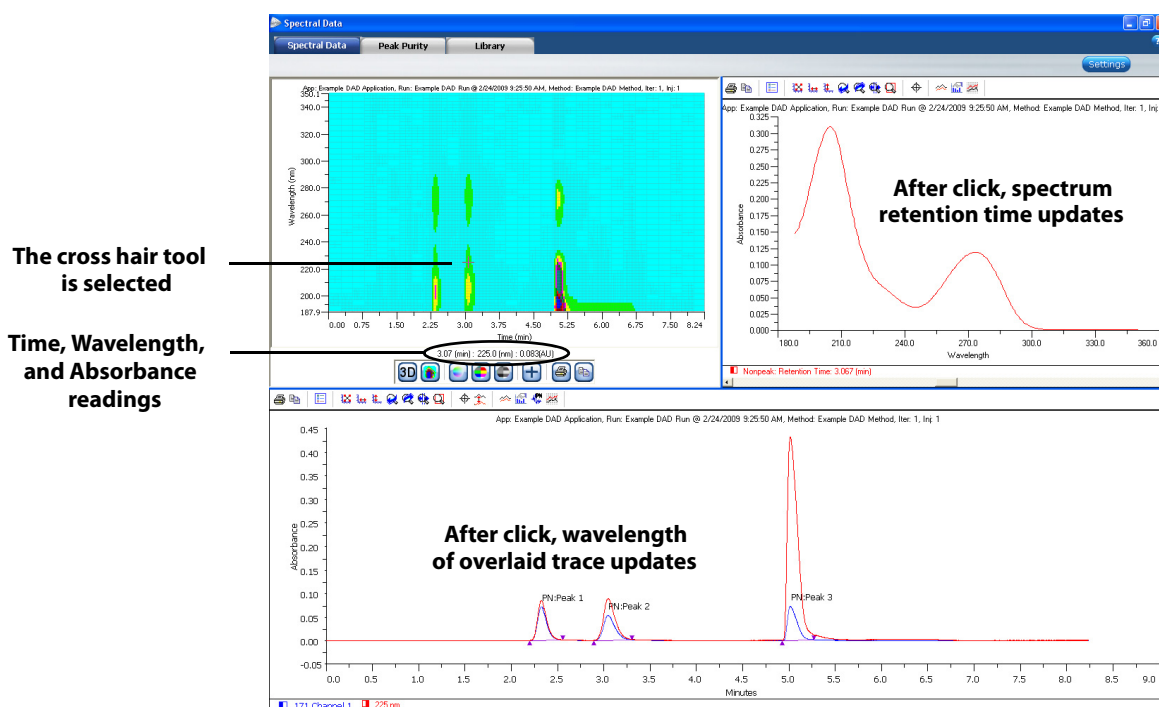 Spectral Data
Spectral Data
Peak Purity
Library
Settings
App: Example DAD Application, Run: Example DAD Run @ 2/24/2009 9:25:50 AM, Method: Example DAD Method, Iter: 1, Inj: 1
350.1
340.0
320.0
300.0
280.0
260.0
240.0
220.0
200.0
187.9
Wavelength (nm)
0.00 0.75 1.50 2.25 3.00 3.75 4.50 5.25 6.00 6.75 7.50 8.24
Time (min)
3.07 (min) : 225.0 (nm) : 0.083(AU)
3D
The cross hair tool
is selected
Time, Wavelength,
and Absorbance
readings
App: Example DAD Application, Run: Example DAD Run @ 2/24/2009 9:25:50 AM, Method: Example DAD Method, Iter: 1, Inj:
0.325
0.300
0.275
0.250
0.225
0.200
0.175
0.150
0.125
0.100
0.075
0.050
0.025
0.000
Absorbance
After click, spectrum
retention time updates
180.0 210.0 240.0 270.0 300.0 330.0 360.0
Wavelength
Nonpeak: Retention Time: 3.067 (min)
App: Example DAD Application, Run: Example DAD Run @ 2/24/2009 9:25:50 AM, Method: Example DAD Method, Iter: 1, Inj: 1
0.45
0.40
0.35
0.30
0.25
0.20
0.15
0.10
0.05
0.00
-0.05
Absorbance
After click, wavelength
of overlaid trace updates
PN:Peak 1
PN:Peak 2
PN:Peak 3
0.0 0.5 1.0 1.5 2.0 2.5 3.0 3.5 4.0 4.5 5.0 5.5 6.0 6.5 7.0 7.5 8.0 8.5 9.0
Minutes
171 Channel 1 225 nm